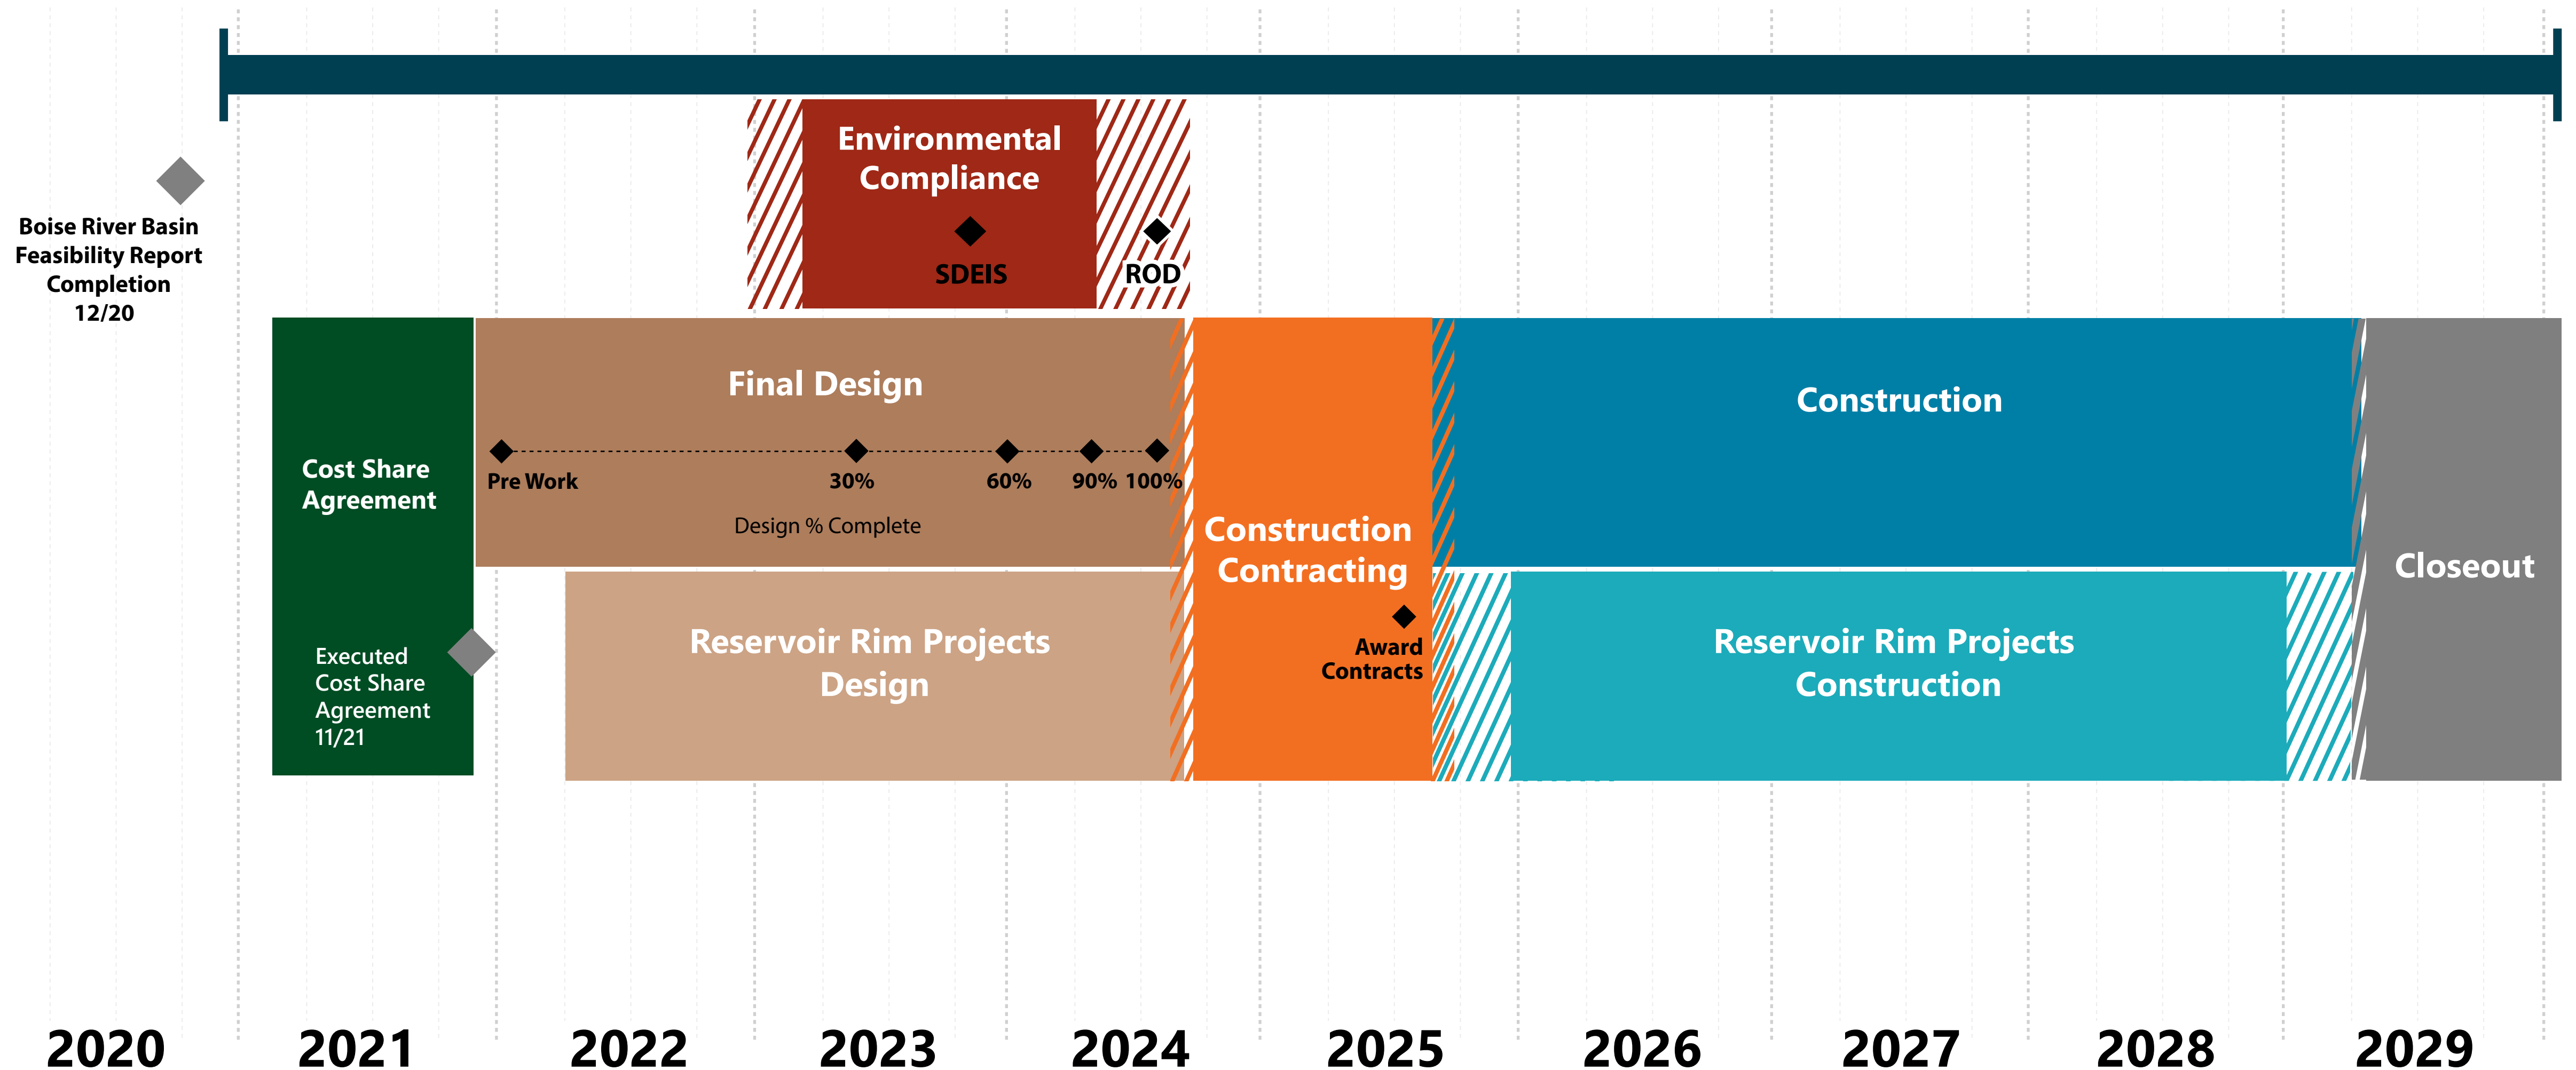 Environmental
Compliance
SDEIS
ROD
Boise River Basin
Feasibility Report
Completion
12/20
Cost Share
Agreement
Executed
Cost Share
Agreement
11/21
Final Design
Pre Work
30%
60%
90%
100%
Design % Complete
Reservoir Rim Projects
Design
Construction
Contracting
Award
Contracts
Construction
Reservoir Rim Projects
Construction
Closeout
2020
2021
2022
2023
2024
2025
2026
2027
2028
2029